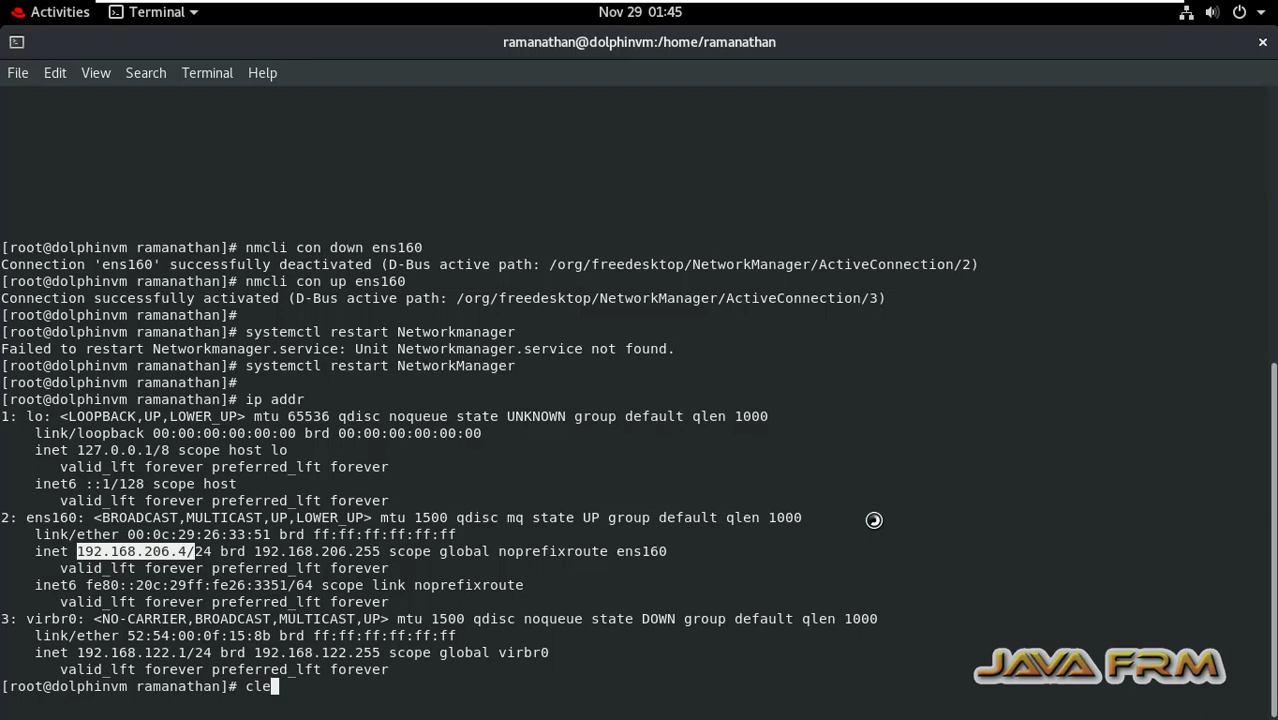 Activities Terminal Nov 29 01:45
ramanathan@dolphinvm:/home/ramanathan
File Edit View Search Terminal Help
[root@dolphinvm ramanathan]# nmcli con down ens160
Connection 'ens160' successfully deactivated (D-Bus active path: /org/freedesktop/NetworkManager/ActiveConnection/2)
[root@dolphinvm ramanathan]# nmcli con up ens160
Connection successfully activated (D-Bus active path: /org/freedesktop/NetworkManager/ActiveConnection/3)
[root@dolphinvm ramanathan]#
[root@dolphinvm ramanathan]# systemctl restart Networkmanager
Failed to restart Networkmanager.service: Unit Networkmanager.service not found.
[root@dolphinvm ramanathan]# systemctl restart NetworkManager
[root@dolphinvm ramanathan]#
[root@dolphinvm ramanathan]# ip addr
1: lo: <LOOPBACK,UP,LOWER_UP> mtu 65536 qdisc noqueue state UNKNOWN group default qlen 1000
    link/loopback 00:00:00:00:00:00 brd 00:00:00:00:00:00
    inet 127.0.0.1/8 scope host lo
       valid_lft forever preferred_lft forever
    inet6 ::1/128 scope host
       valid_lft forever preferred_lft forever
2: ens160: <BROADCAST,MULTICAST,UP,LOWER_UP> mtu 1500 qdisc mq state UP group default qlen 1000
    link/ether 00:0c:29:26:33:51 brd ff:ff:ff:ff:ff:ff
    inet 192.168.206.4/24 brd 192.168.206.255 scope global noprefixroute ens160
       valid_lft forever preferred_lft forever
    inet6 fe80::20c:29ff:fe26:3351/64 scope link noprefixroute
       valid_lft forever preferred_lft forever
3: virbr0: <NO-CARRIER,BROADCAST,MULTICAST,UP> mtu 1500 qdisc noqueue state DOWN group default qlen 1000
    link/ether 52:54:00:0f:15:8b brd ff:ff:ff:ff:ff:ff
    inet 192.168.122.1/24 brd 192.168.122.255 scope global virbr0
       valid_lft forever preferred_lft forever
[root@dolphinvm ramanathan]# cle
JAVA FRM